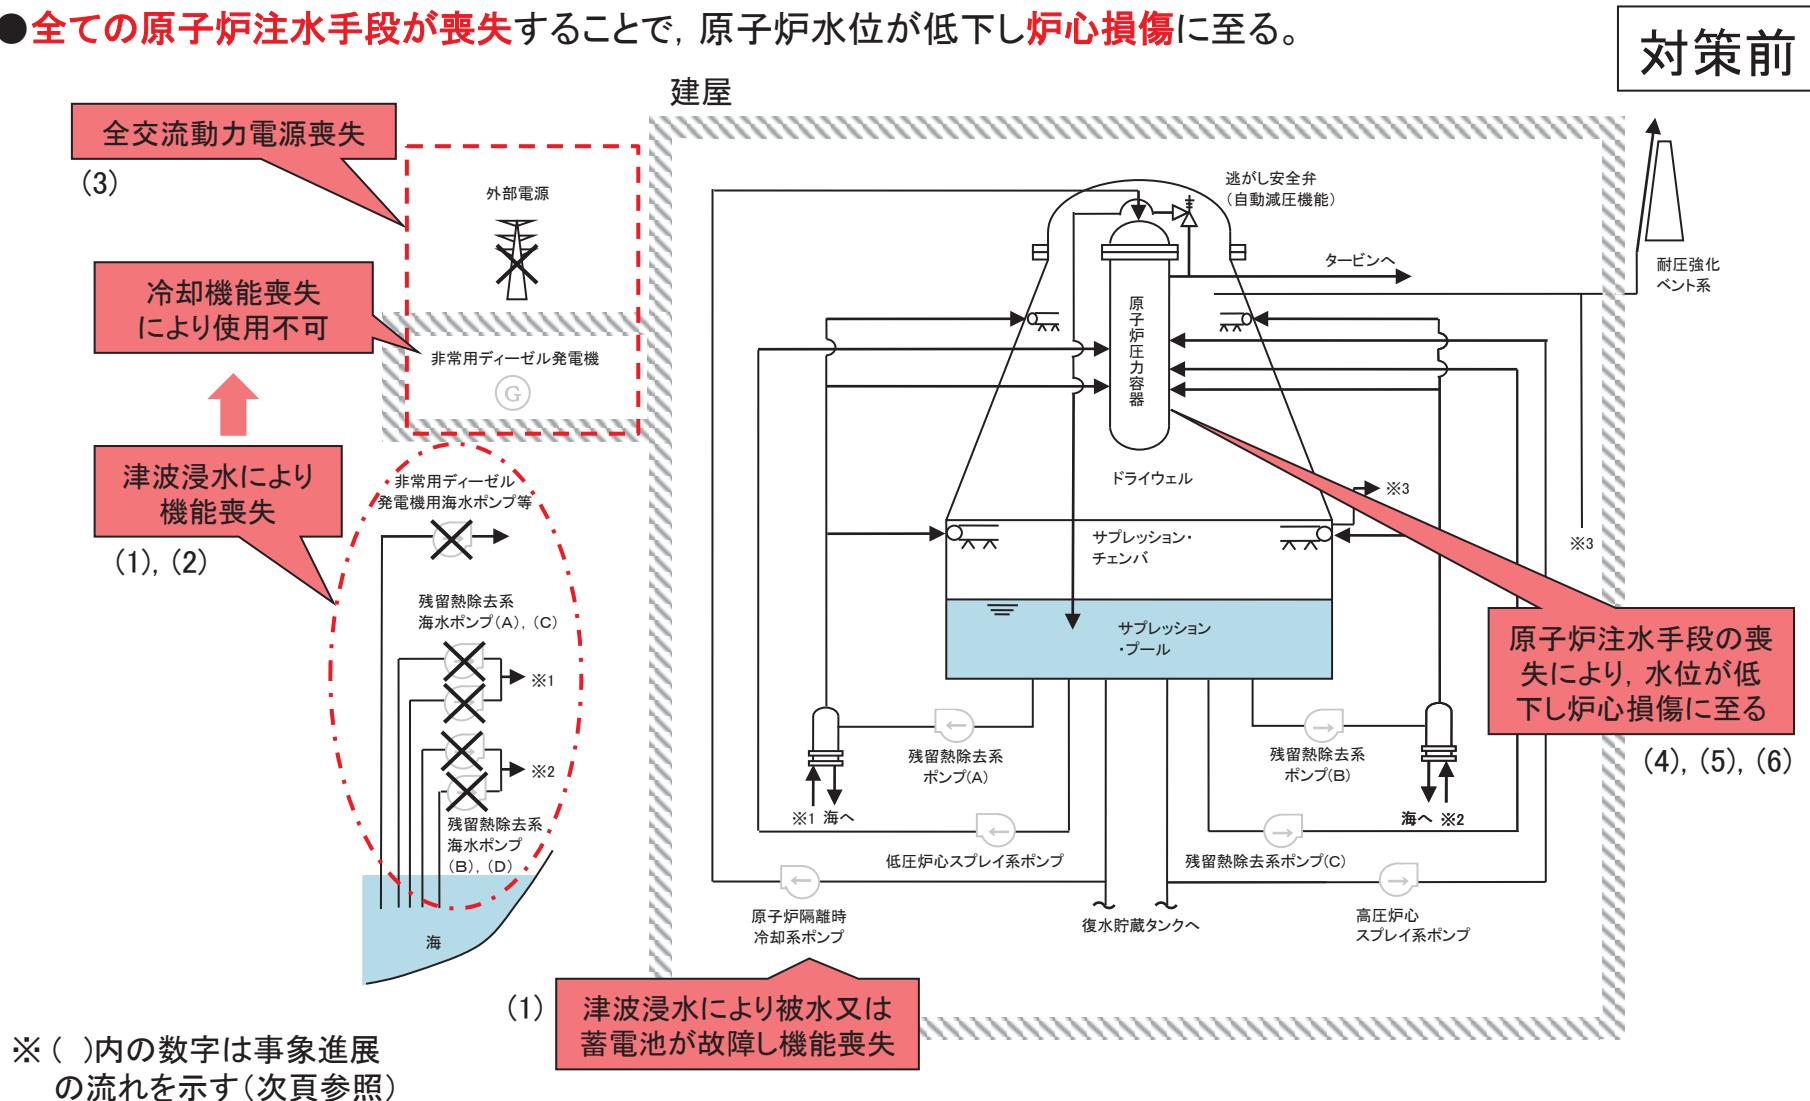 ●全ての原子炉注水手段が喪失することで，原子炉水位が低下し炉心損傷に至る。
対策前
建屋
全交流動力電源喪失
(3)
外部電源
冷却機能喪失
により使用不可
非常用ディーゼル発電機
G
津波浸水により
機能喪失
(1)，(2)
非常用ディーゼル
発電機用海水ポンプ等
残留熱除去系
海水ポンプ(A)，(C)
※1
※2
残留熱除去系
海水ポンプ
(B)，(D)
海
逃がし安全弁
(自動減圧機能)
タービンへ
耐圧強化
ベント系
原子炉圧力容器
ドライウェル
※3
※3
サプレッション・
チェンバ
サプレッション
・プール
原子炉注水手段の喪
失により，水位が低
下し炉心損傷に至る
(4)，(5)，(6)
残留熱除去系
ポンプ(A)
残留熱除去系
ポンプ(B)
※1 海へ
海へ ※2
低圧炉心スプレイ系ポンプ
残留熱除去系ポンプ(C)
原子炉隔離時
冷却系ポンプ
復水貯蔵タンクへ
高圧炉心
スプレイ系ポンプ
(1)
津波浸水により被水又は
蓄電池が故障し機能喪失
※( )内の数字は事象進展
の流れを示す(次頁参照)